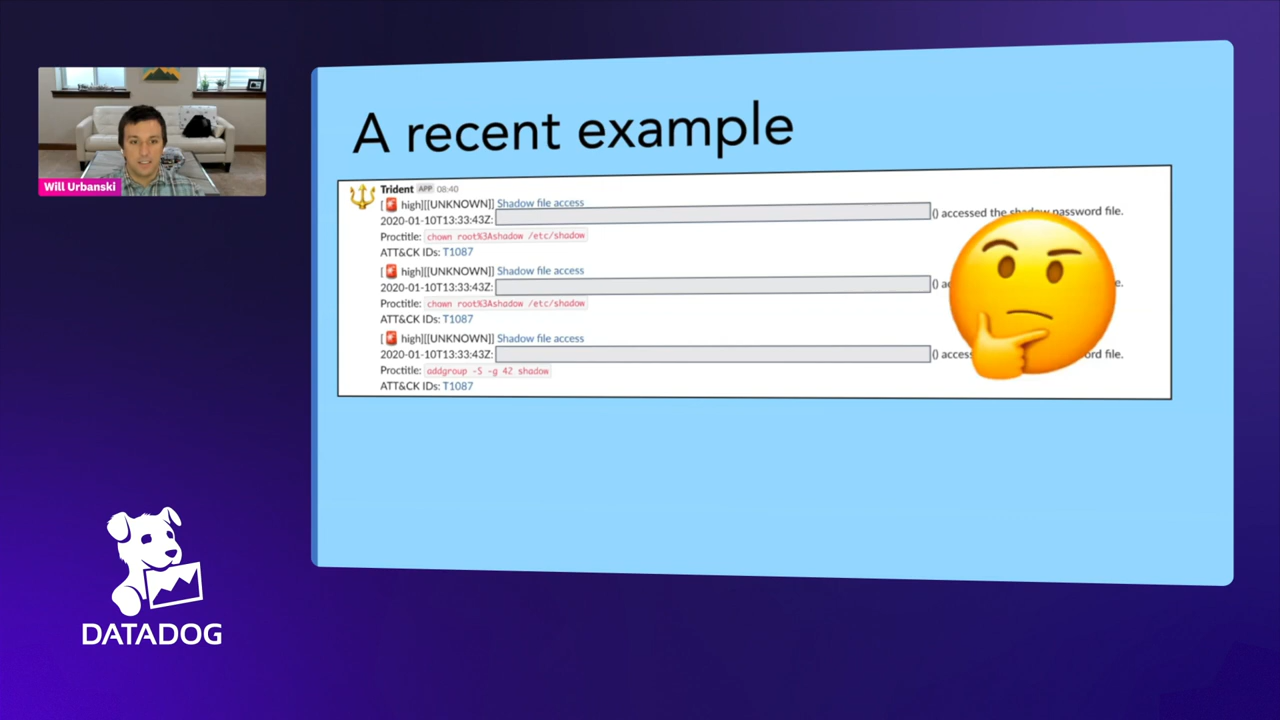 Will Urbanski
DATADOG
A recent example
Trident APP 08:40
[ high][[UNKNOWN]] Shadow file access
2020-01-10T13:33:43Z: () accessed the shadow password file.
Proctitle: chown root%3Ashadow /etc/shadow
ATT&CK IDs: T1087
[ high][[UNKNOWN]] Shadow file access
2020-01-10T13:33:43Z: ()
Proctitle: chown root%3Ashadow /etc/shadow
ATT&CK IDs: T1087
[ high][[UNKNOWN]] Shadow file access
2020-01-10T13:33:43Z: () file.
Proctitle: addgroup -S -g 42 shadow
ATT&CK IDs: T1087